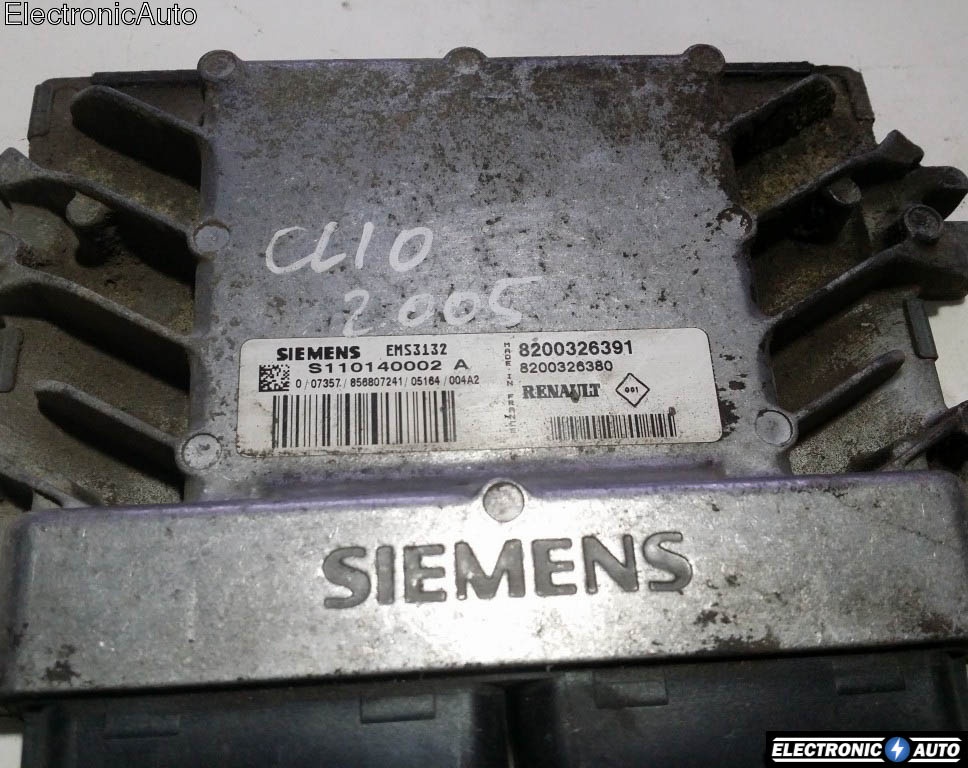 ElectronicAuto
CLIO
2005
SIEMENS EMS3132
S110140002 A
0 / 07357 / 856807241 / 05164 / 004A2
MADE IN FRANCE
8200326391
8200326380
RENAULT 001
SIEMENS
ELECTRONIC AUTO